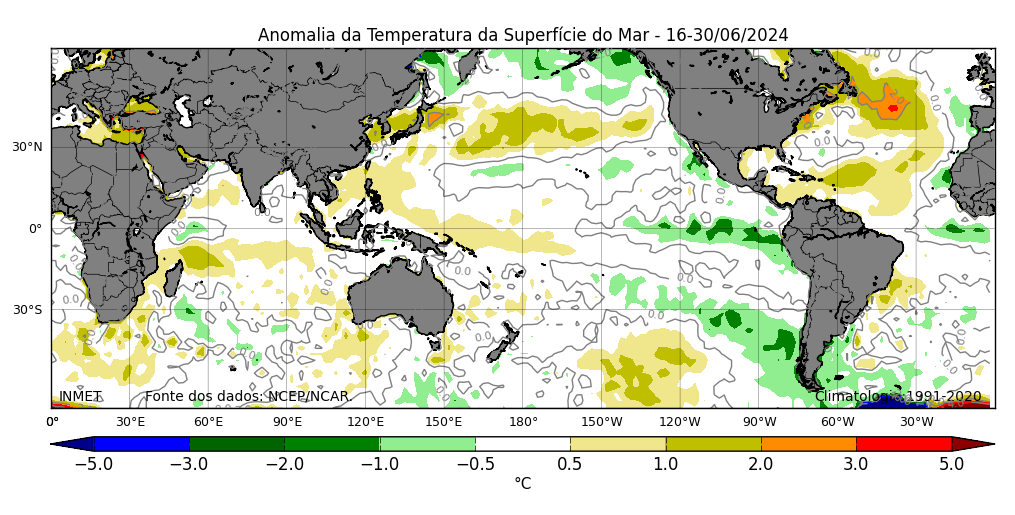 Anomalia da Temperatura da Superfície do Mar - 16-30/06/2024
30°N
0°
30°S
INMET Fonte dos dados: NCEP/NCAR. Climatologia 1991-2020
0° 30°E 60°E 90°E 120°E 150°E 180° 150°W 120°W 90°W 60°W 30°W
−5.0 −3.0 −2.0 −1.0 −0.5 0.5 1.0 2.0 3.0 5.0
°C